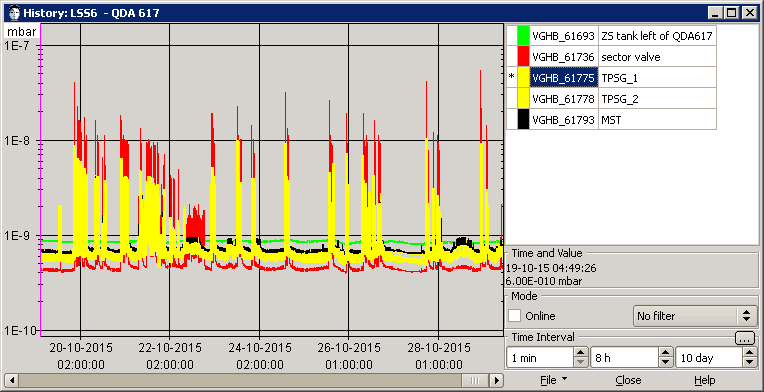 History: LSS6 - QDA 617
mbar
1E-7
1E-8
1E-9
1E-10
20-10-2015 22-10-2015 24-10-2015 26-10-2015 28-10-2015
02:00:00 02:00:00 02:00:00 01:00:00 01:00:00
VGHB_61693 ZS tank left of QDA617
VGHB_61736 sector valve
* VGHB_61775 TPSG_1
VGHB_61778 TPSG_2
VGHB_61793 MST
Time and Value
19-10-15 04:49:26
6.00E-010 mbar
Mode
Online No filter
Time Interval ...
1 min 8 h 10 day
File Close Help